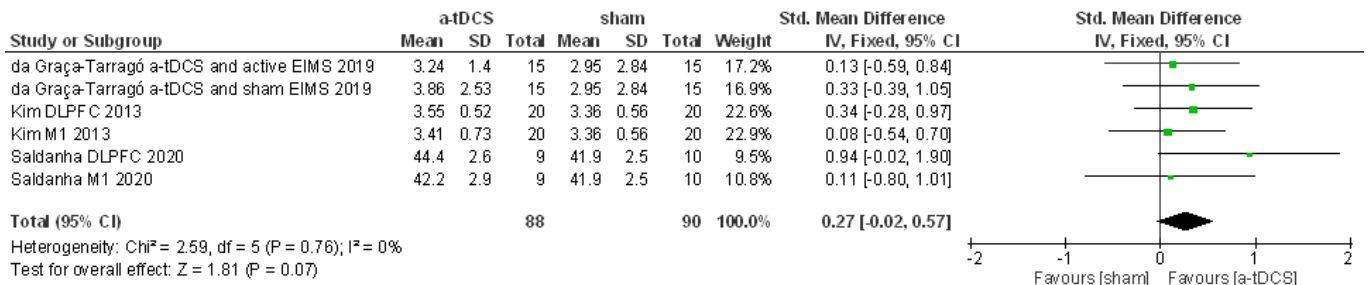 a-tDCS sham Std. Mean Difference Std. Mean Difference
Study or Subgroup Mean SD Total Mean SD Total Weight IV, Fixed, 95% CI IV, Fixed, 95% CI
da Graça-Tarragó a-tDCS and active EIMS 2019 3.24 1.4 15 2.95 2.84 15 17.2% 0.13 [-0.59, 0.84]
da Graça-Tarragó a-tDCS and sham EIMS 2019 3.86 2.53 15 2.95 2.84 15 16.9% 0.33 [-0.39, 1.05]
Kim DLPFC 2013 3.55 0.52 20 3.36 0.56 20 22.6% 0.34 [-0.28, 0.97]
Kim M1 2013 3.41 0.73 20 3.36 0.56 20 22.9% 0.08 [-0.54, 0.70]
Saldanha DLPFC 2020 44.4 2.6 9 41.9 2.5 10 9.5% 0.94 [-0.02, 1.90]
Saldanha M1 2020 42.2 2.9 9 41.9 2.5 10 10.8% 0.11 [-0.80, 1.01]
Total (95% CI) 88 90 100.0% 0.27 [-0.02, 0.57]
Heterogeneity: Chi² = 2.59, df = 5 (P = 0.76); I² = 0%
Test for overall effect: Z = 1.81 (P = 0.07)
-2 -1 0 1 2
Favours [sham] Favours [a-tDCS]